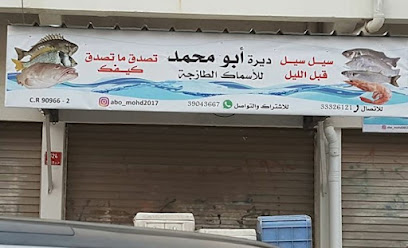 سيل سيل ديرة أبو محمد تصدق ما تصدق
قبل الليل للأسماك الطازجة كيفك
للأتصال 33326121 للاشتراك والتواصل 39043667 abo_mohd2017 C.R 90966 - 2